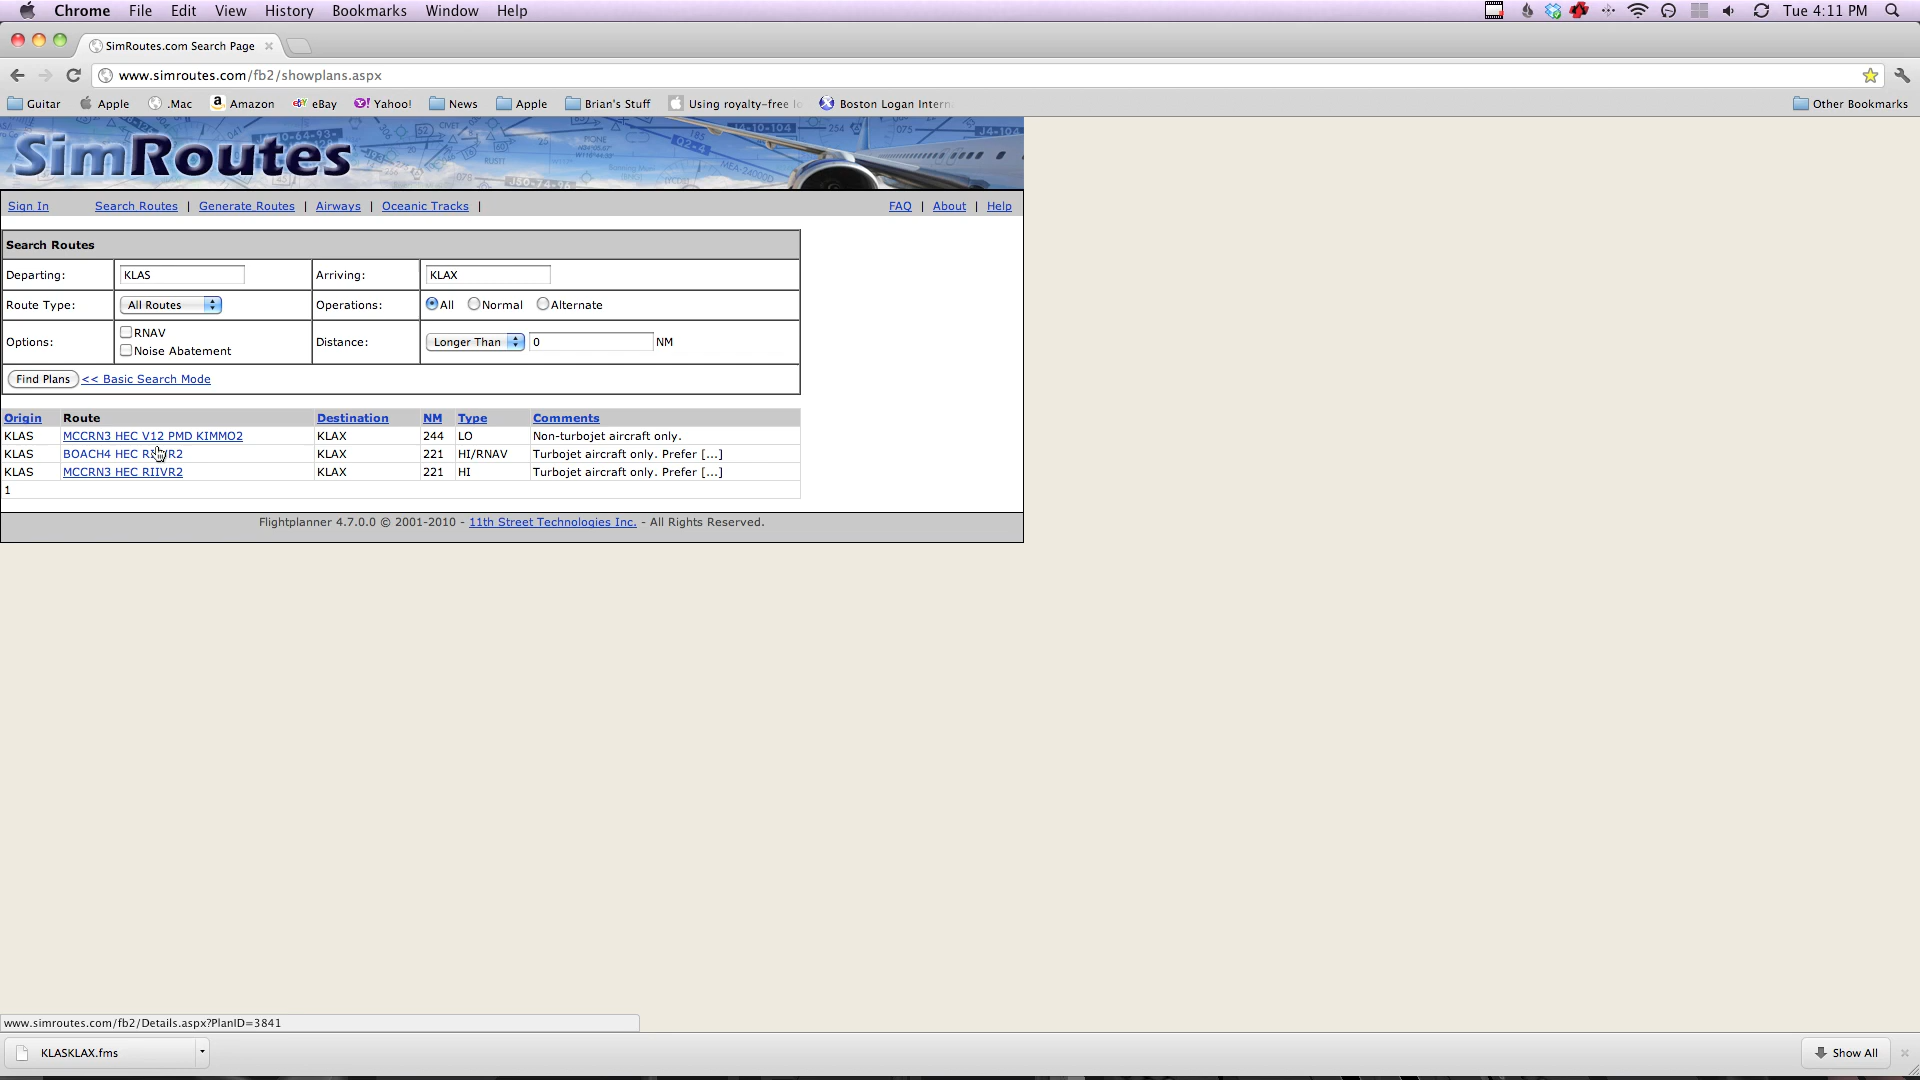 Chrome File Edit View History Bookmarks Window Help Tue 4:11 PM
SimRoutes.com Search Page
www.simroutes.com/fb2/showplans.aspx
Guitar Apple .Mac Amazon eBay Yahoo! News Apple Brian's Stuff Using royalty-free Boston Logan Intern Other Bookmarks
SimRoutes
Sign In Search Routes | Generate Routes | Airways | Oceanic Tracks | FAQ | About | Help
Search Routes
Departing: KLAS Arriving: KLAX
Route Type: All Routes Operations: All Normal Alternate
Options: RNAV Noise Abatement Distance: Longer Than 0 NM
Find Plans << Basic Search Mode
Origin Route Destination NM Type Comments
KLAS MCCRN3 HEC V12 PMD KIMMO2 KLAX 244 LO Non-turbojet aircraft only.
KLAS BOACH4 HEC KLAX 221 HI/RNAV Turbojet aircraft only. Prefer [...]
KLAS MCCRN3 HEC RIIVR2 KLAX 221 HI Turbojet aircraft only. Prefer [...]
1
Flightplanner 4.7.0.0 © 2001-2010 - 11th Street Technologies Inc. - All Rights Reserved.
www.simroutes.com/fb2/Details.aspx?PlanID=3841
KLASKLAX.fms Show All